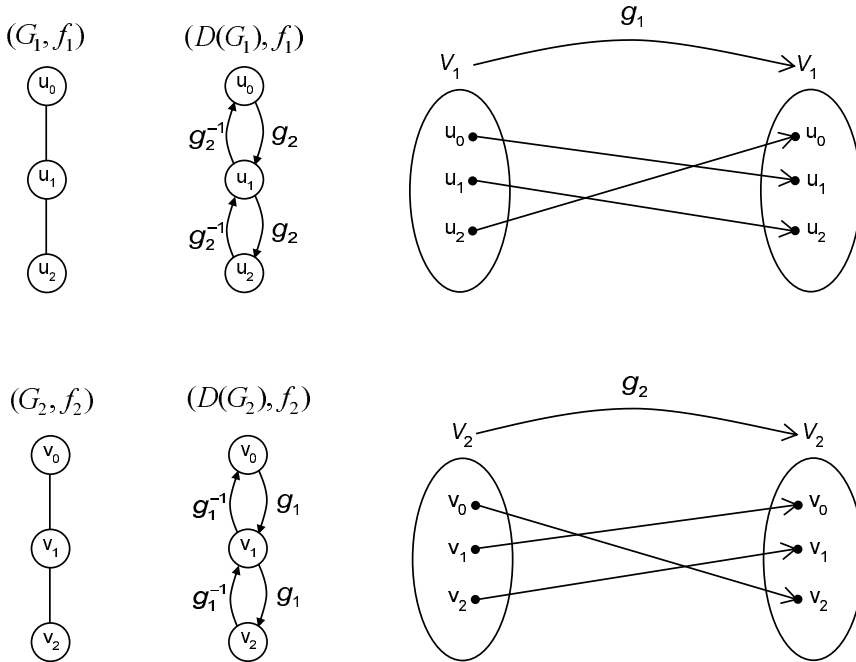 (G₁, f₁)
(D(G₁), f₁)
g₁
V₁
V₁
u₀
u₁
u₂
u₀
u₁
u₂
g₂⁻¹
g₂
g₂⁻¹
g₂
u₀
u₁
u₂
u₀
u₁
u₂
(G₂, f₂)
(D(G₂), f₂)
g₂
V₂
V₂
v₀
v₁
v₂
v₀
v₁
v₂
g₁⁻¹
g₁
g₁⁻¹
g₁
v₀
v₁
v₂
v₀
v₁
v₂